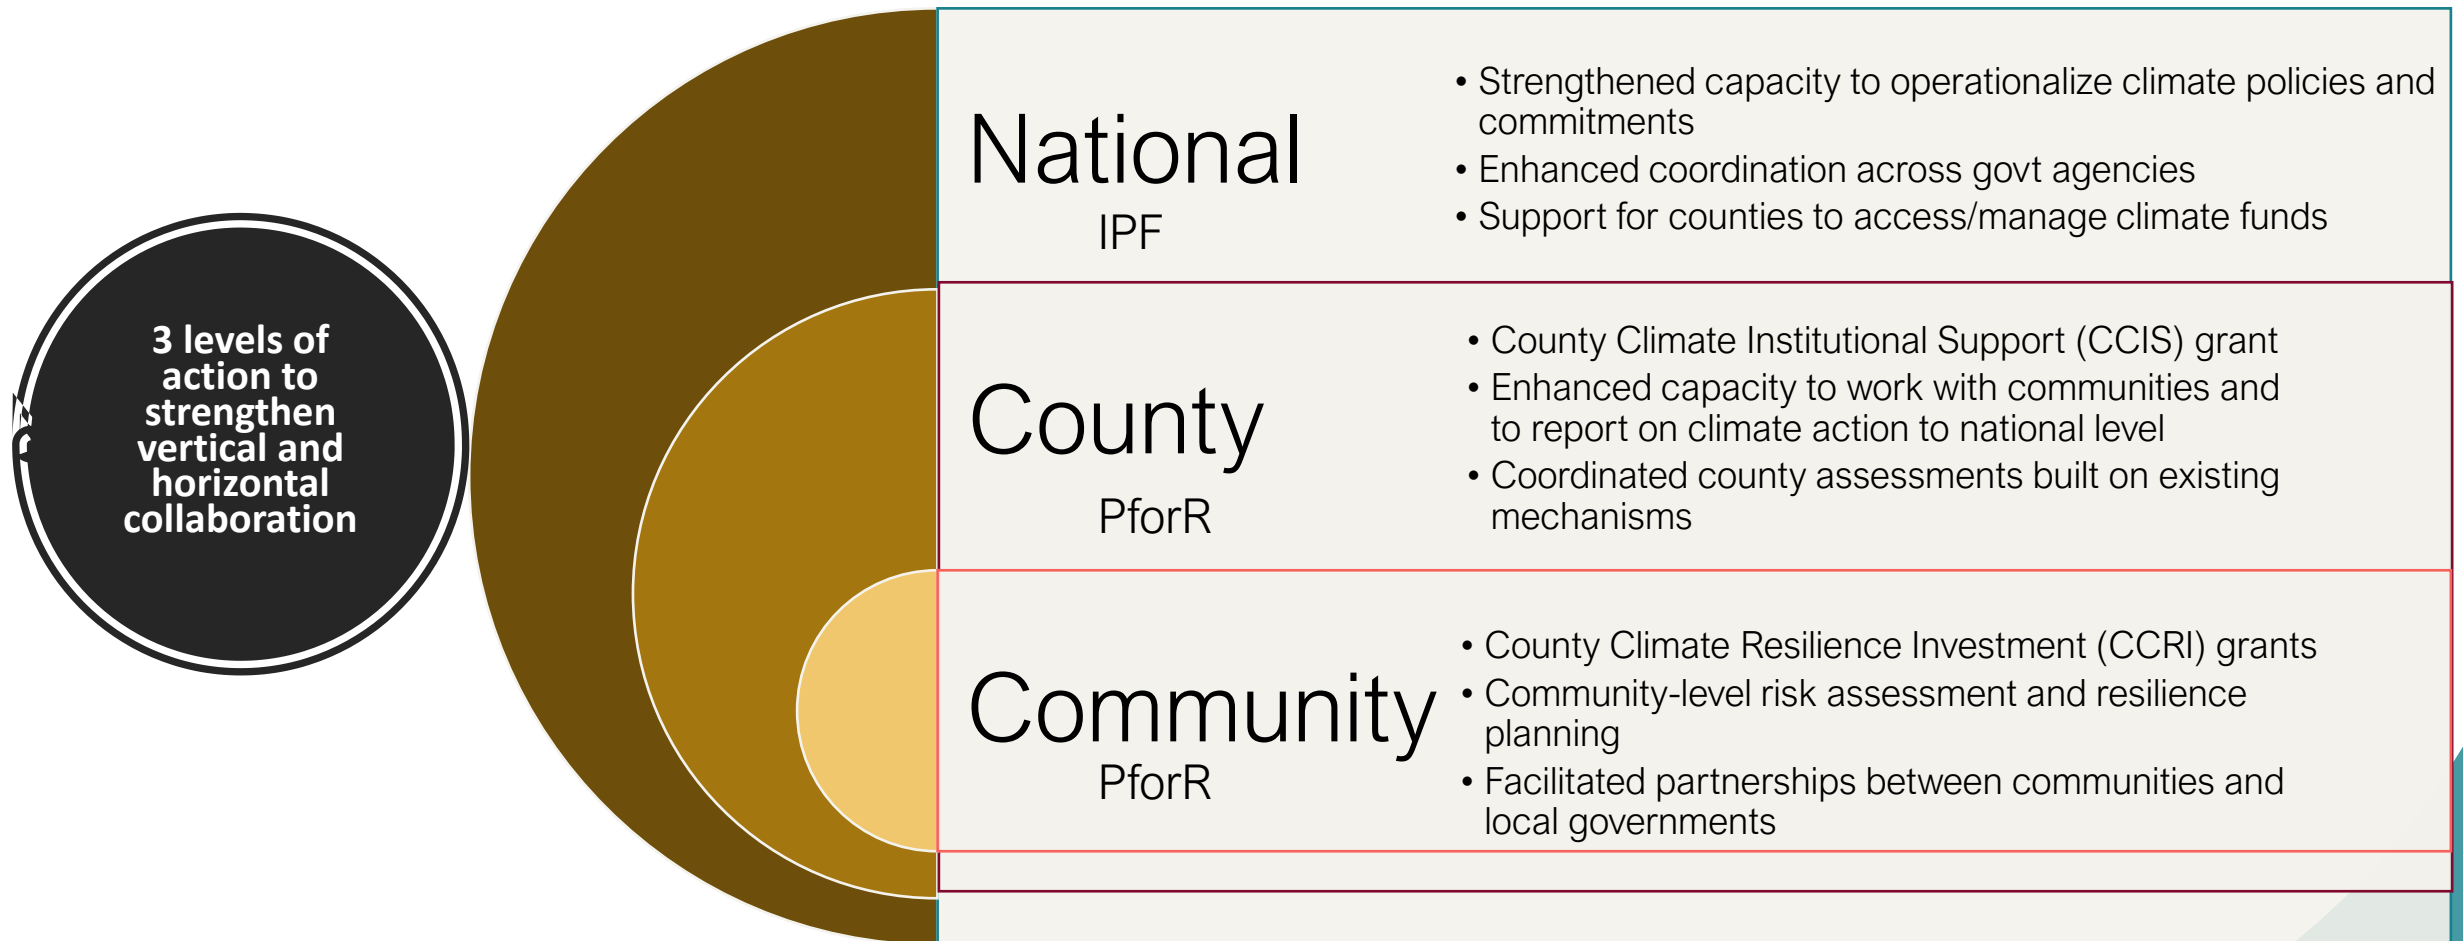 3 levels of
action to
strengthen
vertical and
horizontal
collaboration
National
IPF
• Strengthened capacity to operationalize climate policies and
commitments
• Enhanced coordination across govt agencies
• Support for counties to access/manage climate funds
County
PforR
• County Climate Institutional Support (CCIS) grant
• Enhanced capacity to work with communities and
to report on climate action to national level
• Coordinated county assessments built on existing
mechanisms
Community
PforR
• County Climate Resilience Investment (CCRI) grants
• Community-level risk assessment and resilience
planning
• Facilitated partnerships between communities and
local governments